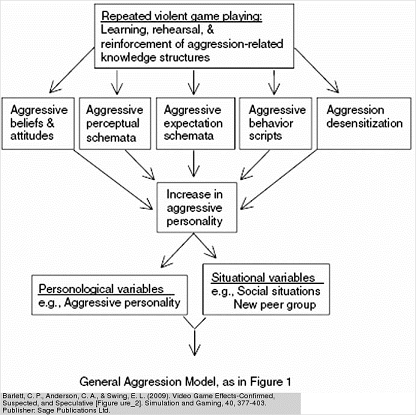 Repeated violent game playing:
Learning, rehearsal, &
reinforcement of aggression-related
knowledge structures
Aggressive
beliefs &
attitudes
Aggressive
perceptual
schemata
Aggressive
expectation
schemata
Aggressive
behavior
scripts
Aggression
desensitization
Increase in
aggressive
personality
Personological variables
e.g., Aggressive personality
Situational variables
e.g., Social situations
New peer group
General Aggression Model, as in Figure 1
Barlett, C. P., Anderson, C. A., & Swing, E. L. (2009). Video Game Effects-Confirmed,
Suspected, and Speculative [Figure ure_2]. Simulation and Gaming, 40, 377-403.
Publisher: Sage Publications Ltd.